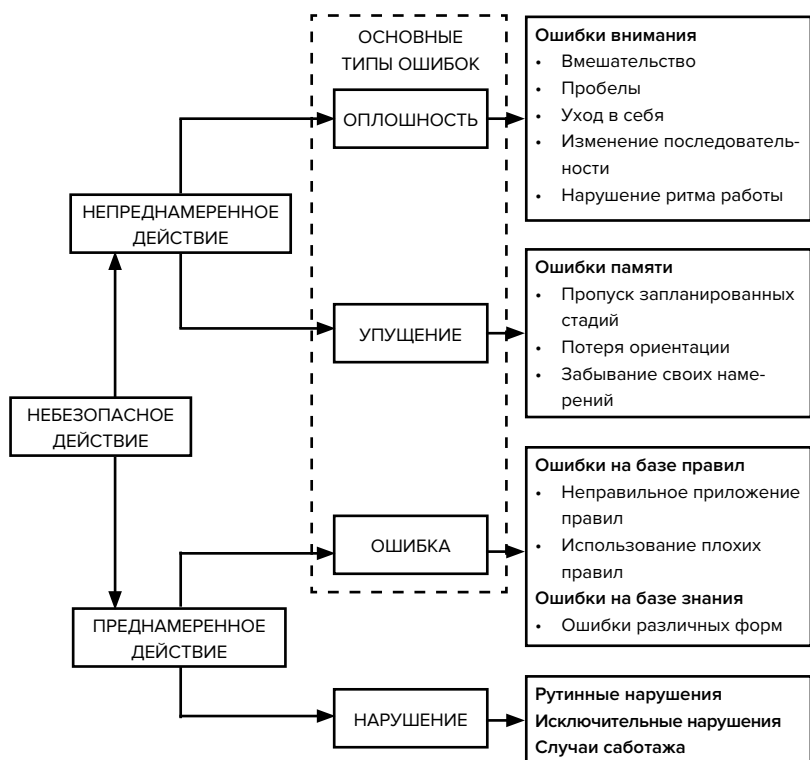 ОСНОВНЫЕ
ТИПЫ ОШИБОК
ОПЛОШНОСТЬ
Ошибки внимания
• Вмешательство
• Пробелы
• Уход в себя
• Изменение последователь-
ности
• Нарушение ритма работы
НЕПРЕДНАМЕРЕННОЕ
ДЕЙСТВИЕ
УПУЩЕНИЕ
Ошибки памяти
• Пропуск запланированных
стадий
• Потеря ориентации
• Забывание своих наме-
рений
НЕБЕЗОПАСНОЕ
ДЕЙСТВИЕ
ОШИБКА
Ошибки на базе правил
• Неправильное приложение
правил
• Использование плохих
правил
Ошибки на базе знания
• Ошибки различных форм
ПРЕДНАМЕРЕННОЕ
ДЕЙСТВИЕ
НАРУШЕНИЕ
Рутинные нарушения
Исключительные нарушения
Случаи саботажа